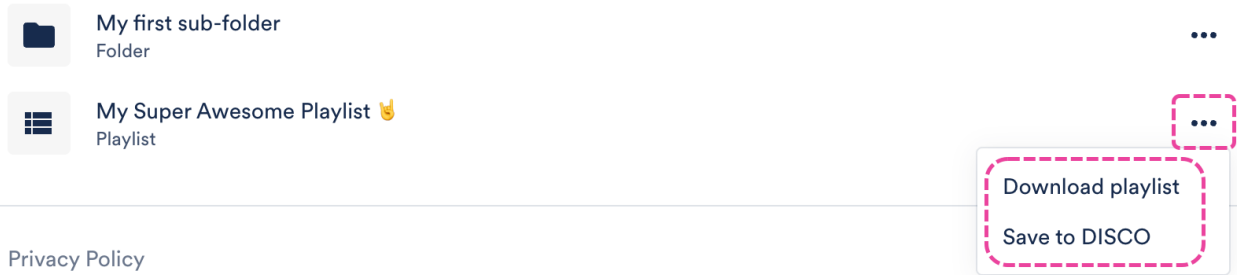 My first sub-folder
Folder
My Super Awesome Playlist 🤘
Playlist
Download playlist
Save to DISCO
Privacy Policy